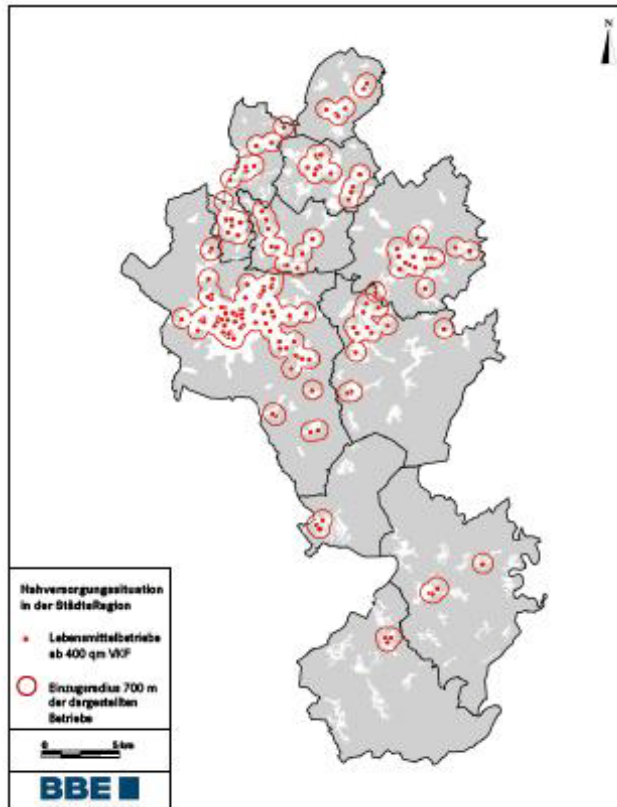 N
Nahversorgungssituation
in der StädteRegion
Lebensmittelbetriebe
ab 400 qm VKF
Einzugsradius 700 m
der dargestellten
Betriebe
0 5 km
BBE